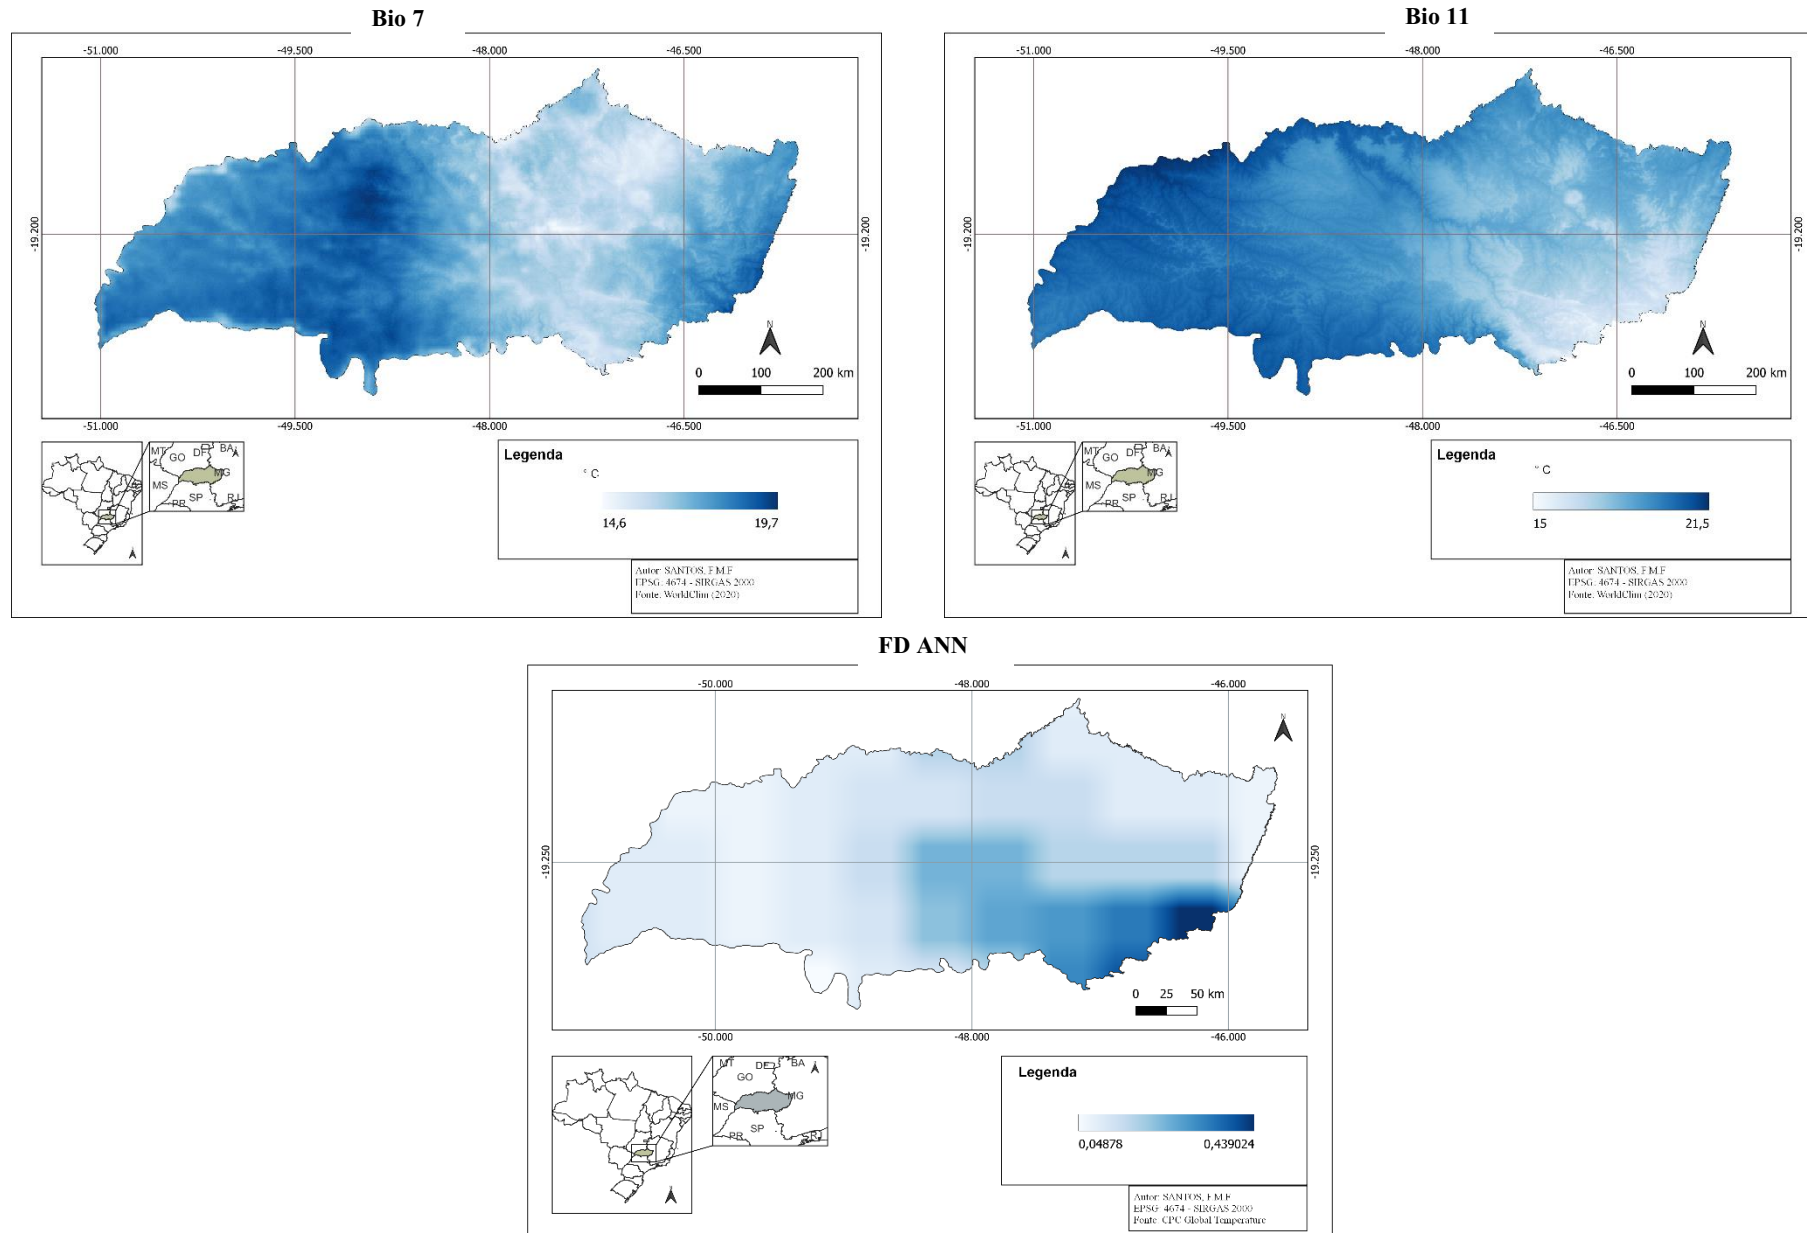 Bio 7
-51.000 -49.500 -48.000 -46.500
-19.200 -19.200
N
0 100 200 km
-51.000 -49.500 -48.000 -46.500
MT GO DF BA
MG
MS
SP
PR RJ
Legenda
° C
14,6 19,7
Autor: SANTOS, F.M.F
EPSG: 4674 - SIRGAS 2000
Fonte: WorldClim (2020)
Bio 11
-51.000 -49.500 -48.000 -46.500
-19.200 -19.200
N
0 100 200 km
-51.000 -49.500 -48.000 -46.500
MT GO DF BA
MG
MS
SP
PR RJ
Legenda
° C
15 21,5
Autor: SANTOS, F.M.F
EPSG: 4674 - SIRGAS 2000
Fonte: WorldClim (2020)
FD ANN
-50.000 -48.000 -46.000
N
-19.250 -19.250
0 25 50 km
-50.000 -48.000 -46.000
MT DF BA
GO
MG
MS
SP
PR RJ
Legenda
0,04878 0,439024
Autor: SANTOS, F.M.F
EPSG: 4674 - SIRGAS 2000
Fonte: CPC Global Temperature